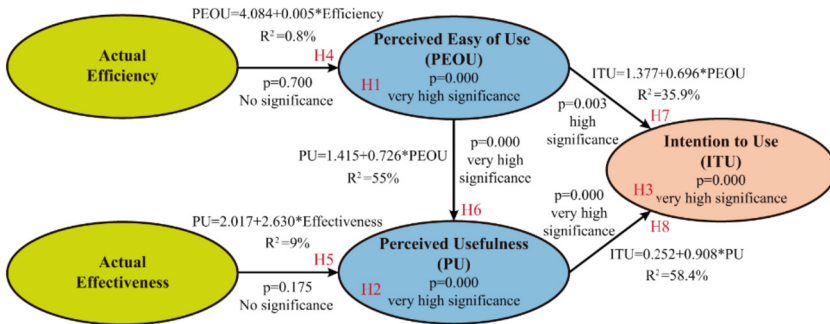 PEOU=4.084+0.005*Efficiency
R²=0.8%
H4
Actual
Efficiency
p=0.700
No significance
Perceived Easy of Use
(PEOU)
p=0.000
H1
very high significance
ITU=1.377+0.696*PEOU
R²=35.9%
p=0.003
high
significance
H7
PU=1.415+0.726*PEOU
R²=55%
p=0.000
very high
significance
H6
Intention to Use
(ITU)
p=0.000
H3
very high significance
PU=2.017+2.630*Effectiveness
R²=9%
H5
Actual
Effectiveness
p=0.175
No significance
Perceived Usefulness
(PU)
p=0.000
H2
very high significance
p=0.000
very high
significance
H8
ITU=0.252+0.908*PU
R²=58.4%